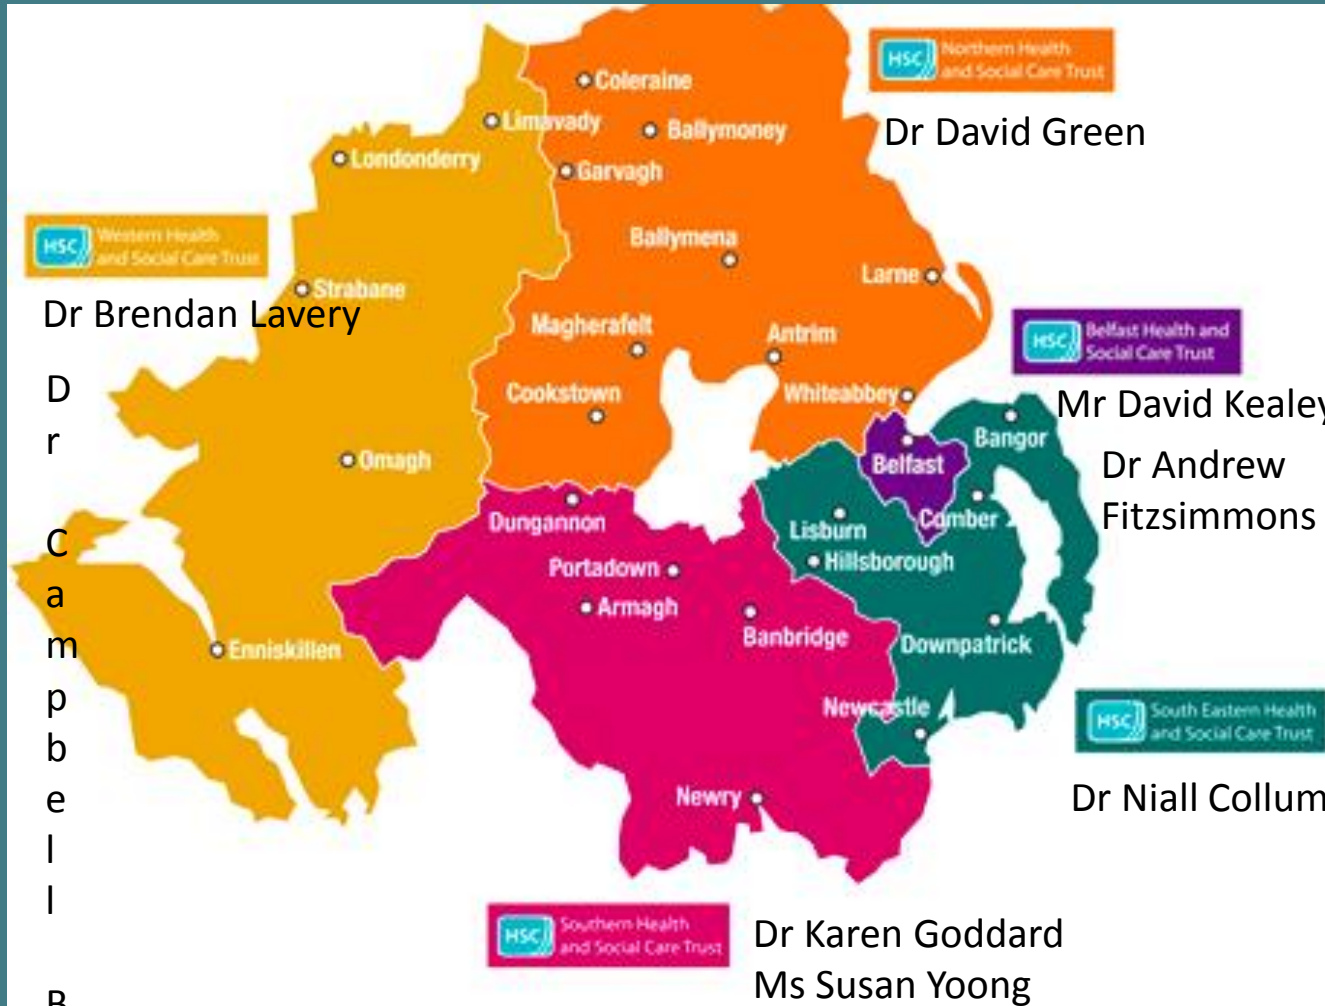 HSC Northern Health
and Social Care Trust
Dr David Green
Coleraine
Limavady
Ballymoney
Londonderry
Garvagh
HSC Western Health
and Social Care Trust
Ballymena
Larne
Strabane
Dr Brendan Lavery
Magherafelt
Antrim
HSC Belfast Health and
Social Care Trust
Cookstown
Whiteabbey
Mr David Kealey
Dr Andrew
Fitzsimmons
Bangor
Belfast
Omagh
Dungannon
Lisburn
Comber
Hillsborough
Portadown
Armagh
Banbridge
Downpatrick
Enniskillen
Newcastle
HSC South Eastern Health
and Social Care Trust
Dr Niall Collum
Newry
HSC Southern Health
and Social Care Trust
Dr Karen Goddard
Ms Susan Yoong
D
r
C
a
m
p
b
e
l
l